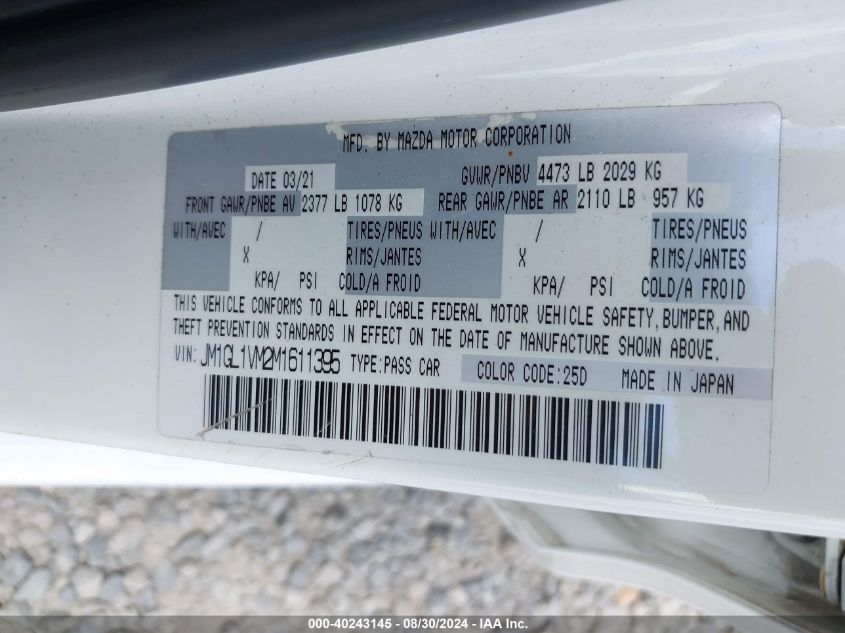 MFD. BY MAZDA MOTOR CORPORATION
DATE 03/21 GVWR/PNBV 4473 LB 2029 KG
FRONT GAWR/PNBE AV 2377 LB 1078 KG REAR GAWR/PNBE AR 2110 LB 957 KG
WITH/AVEC / TIRES/PNEUS WITH/AVEC / TIRES/PNEUS
X RIMS/JANTES X RIMS/JANTES
KPA/ PSI COLD/A FROID KPA/ PSI COLD/A FROID
THIS VEHICLE CONFORMS TO ALL APPLICABLE FEDERAL MOTOR VEHICLE SAFETY, BUMPER, AND
THEFT PREVENTION STANDARDS IN EFFECT ON THE DATE OF MANUFACTURE SHOWN ABOVE.
VIN: JM1GL1VM2M1611395 TYPE:PASS CAR COLOR CODE:25D MADE IN JAPAN
000-40243145 - 08/30/2024 - IAA Inc.